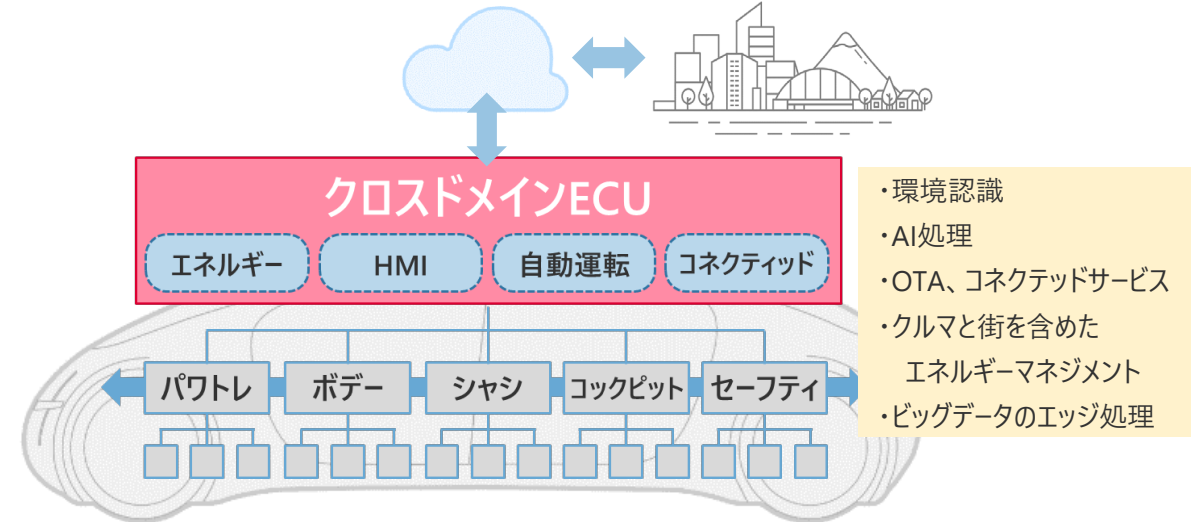 クロスドメインECU
エネルギー
HMI
自動運転
コネクティッド
・環境認識
・AI処理
・OTA、コネクテッドサービス
・クルマと街を含めた
エネルギーマネジメント
・ビッグデータのエッジ処理
パワトレ
ボデー
シャシ
コックピット
セーフティ